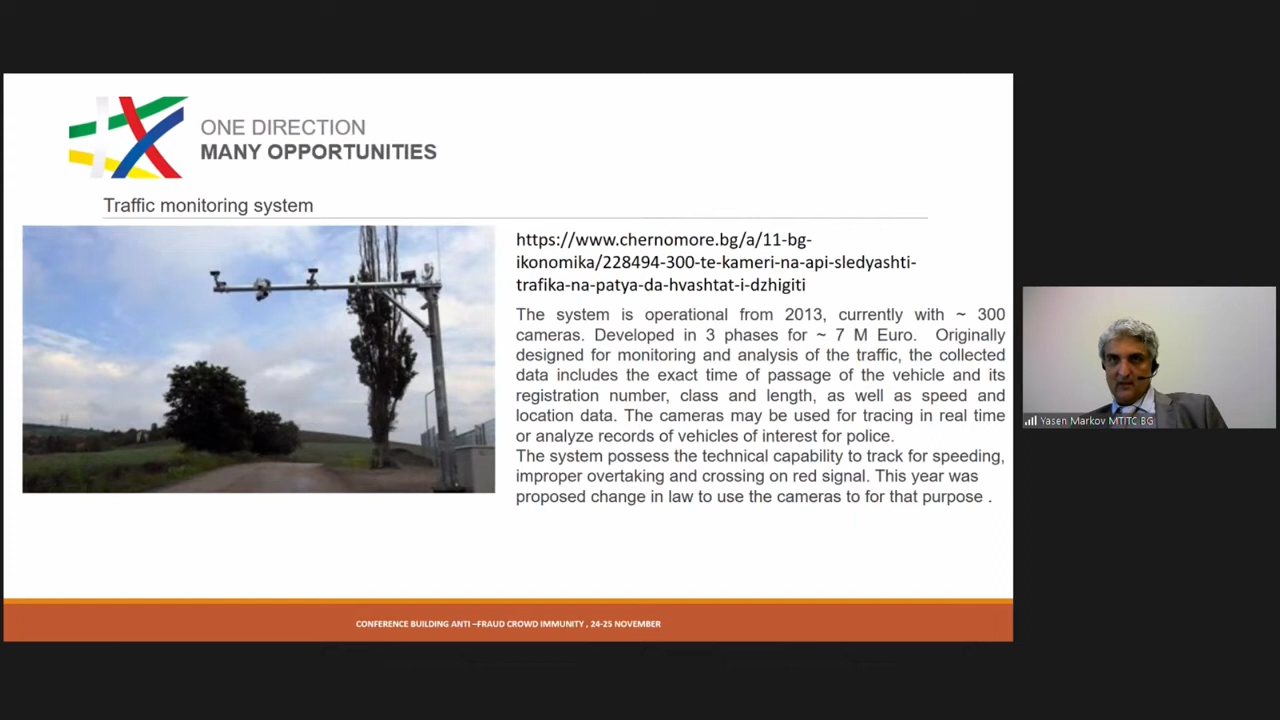 ONE DIRECTION
MANY OPPORTUNITIES
Traffic monitoring system
https://www.chernomore.bg/a/11-bg-
ikonomika/228494-300-te-kameri-na-api-sledyashti-
trafika-na-patya-da-hvashtat-i-dzhigiti
The system is operational from 2013, currently with ~ 300
cameras. Developed in 3 phases for ~ 7 M Euro. Originally
designed for monitoring and analysis of the traffic, the collected
data includes the exact time of passage of the vehicle and its
registration number, class and length, as well as speed and
location data. The cameras may be used for tracing in real time
or analyze records of vehicles of interest for police.
The system possess the technical capability to track for speeding,
improper overtaking and crossing on red signal. This year was
proposed change in law to use the cameras to for that purpose .
Yasen Markov MTITC BG
CONFERENCE BUILDING ANTI –FRAUD CROWD IMMUNITY , 24-25 NOVEMBER